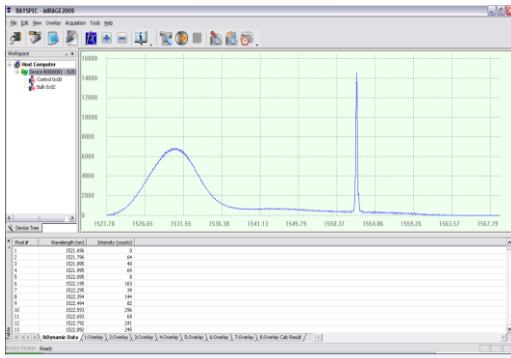 BAYSPEC - MIRAGE2000
File Edit View Overlay Acquisition Tools Help
Workspace
Host Computer
Control 0x00
Bulk 0x82
Device Tree
16000
14000
12000
10000
8000
6000
4000
2000
0
1521.70 1526.65 1531.55 1536.38 1541.13 1545.79 1550.37 1554.86 1559.26 1563.57 1567.79
Pixel # Wavelength (nm) Intensity (counts)
1 1521.696 0
2 1521.796 64
3 1521.895 40
4 1521.995 64
5 1522.095 8
6 1522.195 163
7 1522.295 34
8 1522.394 144
9 1522.494 82
10 1522.593 296
11 1522.693 69
12 1522.792 241
13 1522.892 245
Table
0:Dynamic Data 1:Overlay 2:Overlay 3:Overlay 4:Overlay 5:Overlay 6:Overlay 7:Overlay 8:Overlay Calc Result
Ready